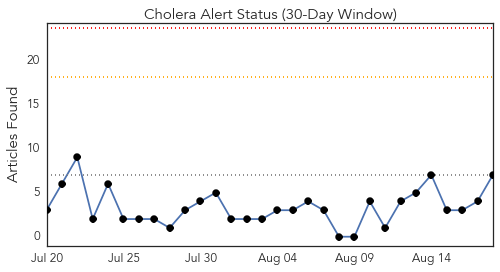 Cholera Alert Status (30-Day Window)
Articles Found
20
15
10
5
0
Jul 20 Jul 25 Jul 30 Aug 04 Aug 09 Aug 14